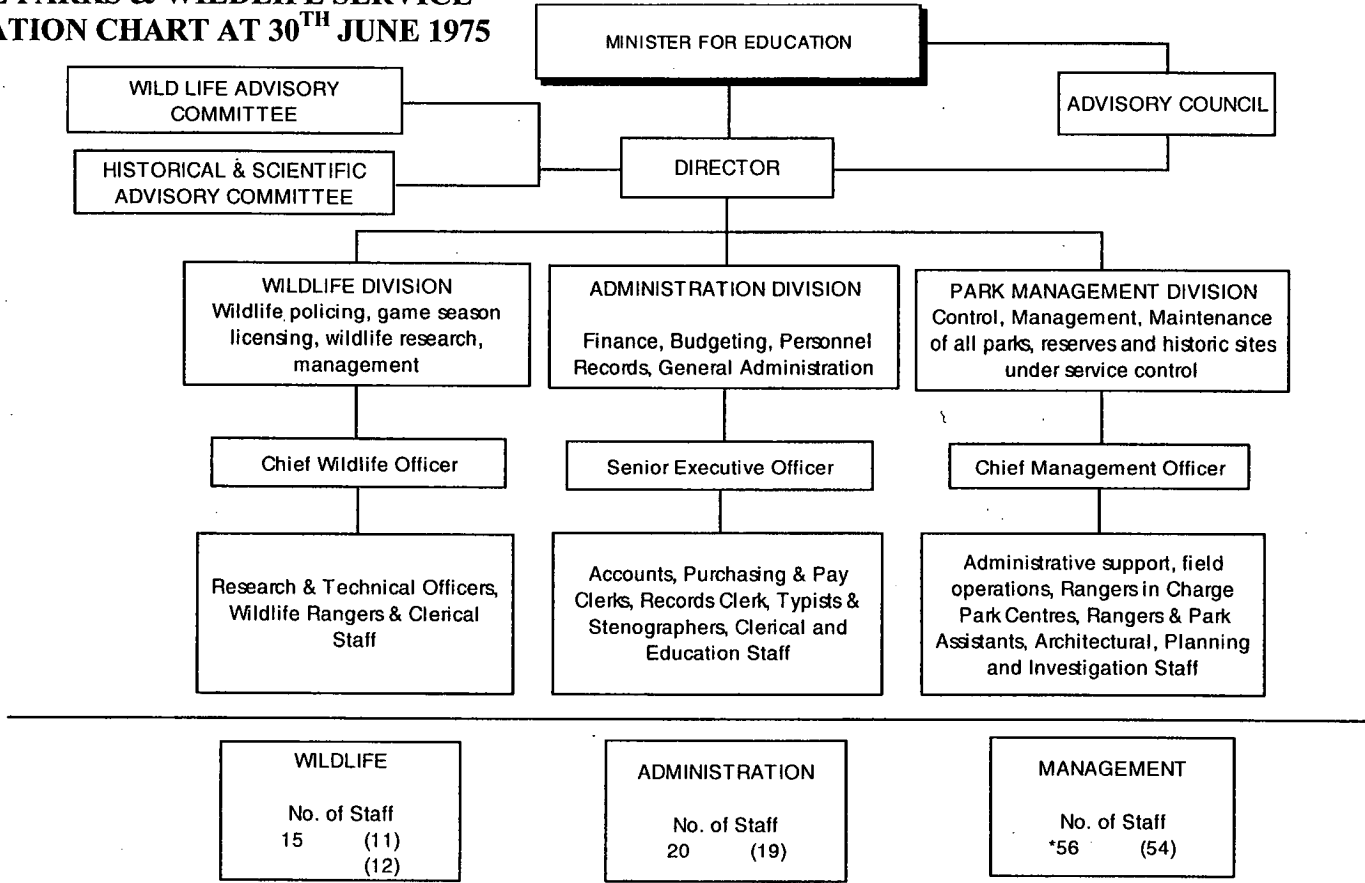 PARKS & WILDLIFE SERVICE
ATION CHART AT 30TH JUNE 1975
MINISTER FOR EDUCATION
WILD LIFE ADVISORY
COMMITTEE
ADVISORY COUNCIL
HISTORICAL & SCIENTIFIC
ADVISORY COMMITTEE
DIRECTOR
WILDLIFE DIVISION
Wildlife policing, game season
licensing, wildlife research,
management
ADMINISTRATION DIVISION
Finance, Budgeting, Personnel
Records, General Administration
PARK MANAGEMENT DIVISION
Control, Management, Maintenance
of all parks, reserves and historic sites
under service control
Chief Wildlife Officer
Senior Executive Officer
Chief Management Officer
Research & Technical Officers,
Wildlife Rangers & Clerical
Staff
Accounts, Purchasing & Pay
Clerks, Records Clerk, Typists &
Stenographers, Clerical and
Education Staff
Administrative support, field
operations, Rangers in Charge
Park Centres, Rangers & Park
Assistants, Architectural, Planning
and Investigation Staff
WILDLIFE
No. of Staff
15 (11)
(12)
ADMINISTRATION
No. of Staff
20 (19)
MANAGEMENT
No. of Staff
*56 (54)